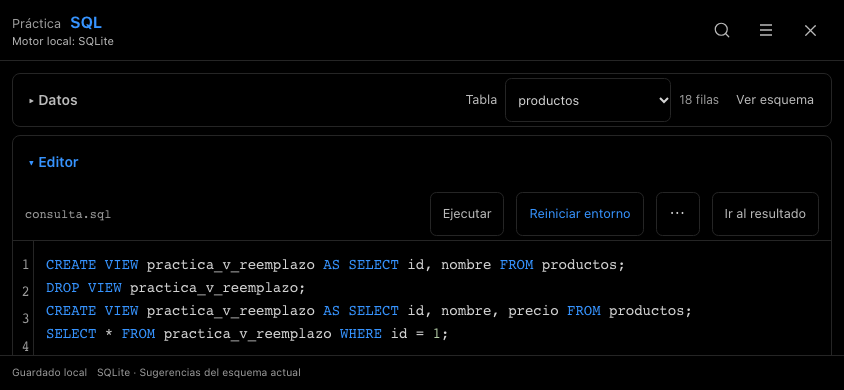 Práctica SQL
Motor local: SQLite
▸ Datos
Tabla productos 18 filas Ver esquema
▾ Editor
consulta.sql
Ejecutar Reiniciar entorno ··· Ir al resultado
1 CREATE VIEW practica_v_reemplazo AS SELECT id, nombre FROM productos;
2 DROP VIEW practica_v_reemplazo;
3 CREATE VIEW practica_v_reemplazo AS SELECT id, nombre, precio FROM productos;
4 SELECT * FROM practica_v_reemplazo WHERE id = 1;
Guardado local SQLite · Sugerencias del esquema actual